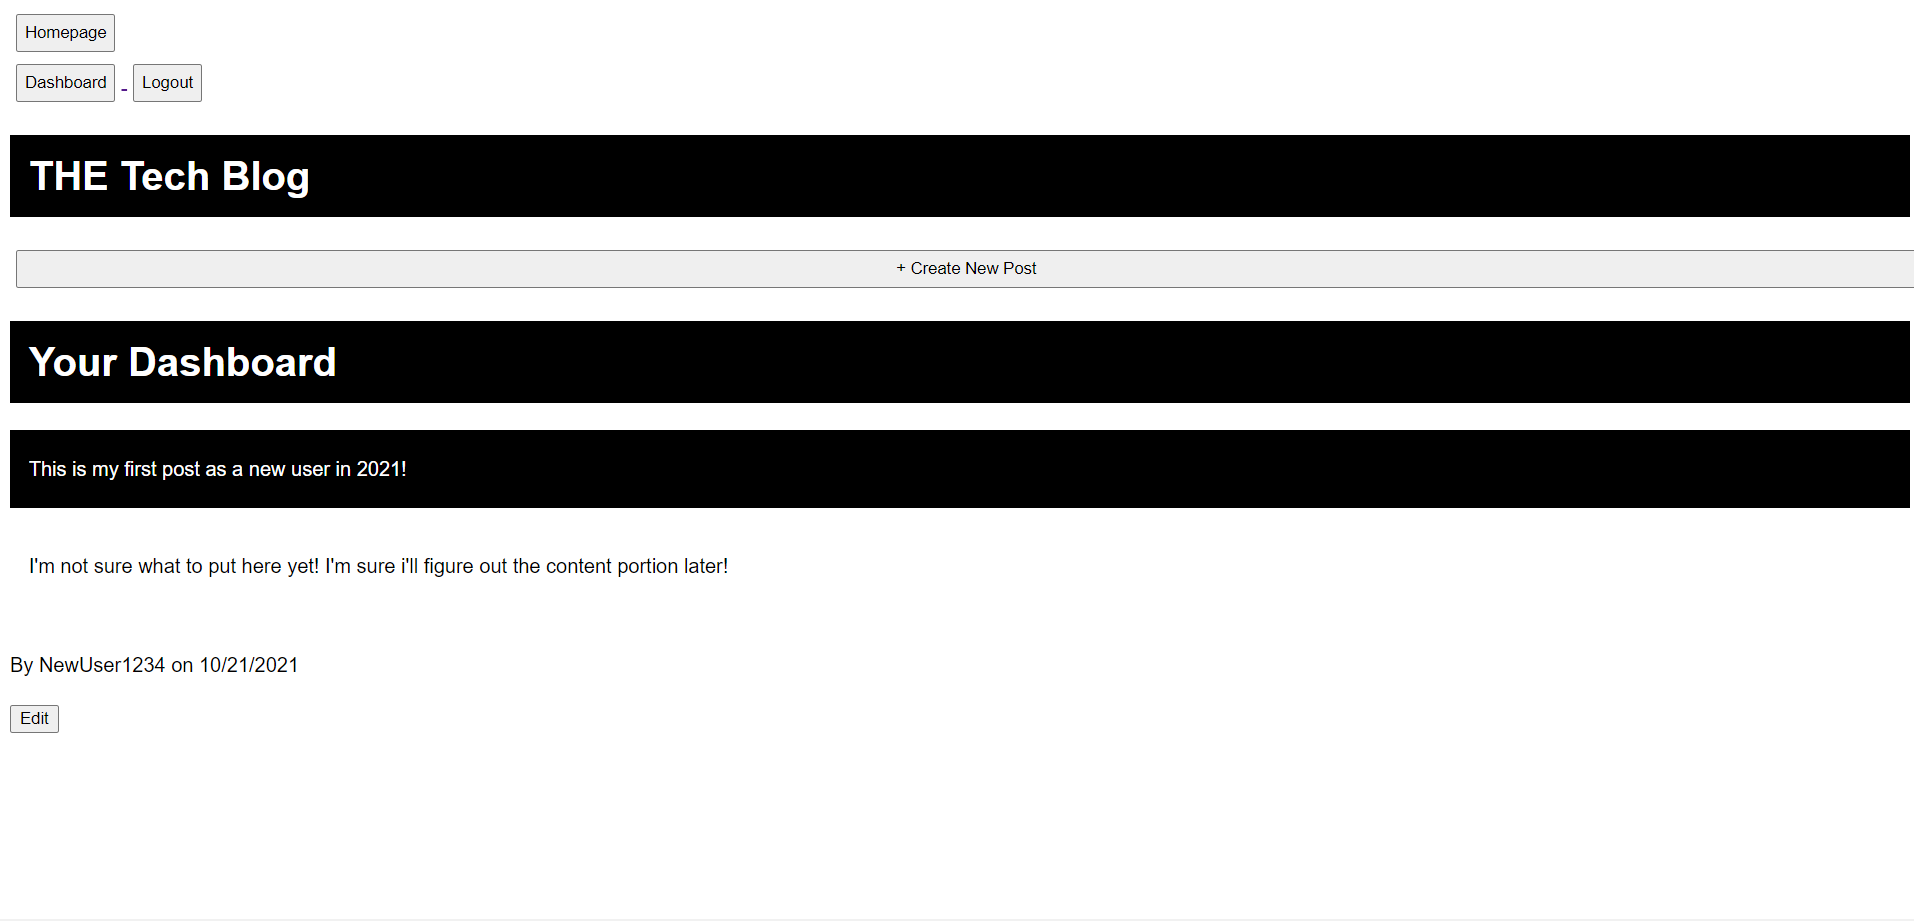 Homepage
Dashboard - Logout
THE Tech Blog
+ Create New Post
Your Dashboard
This is my first post as a new user in 2021!
I'm not sure what to put here yet! I'm sure i'll figure out the content portion later!
By NewUser1234 on 10/21/2021
Edit